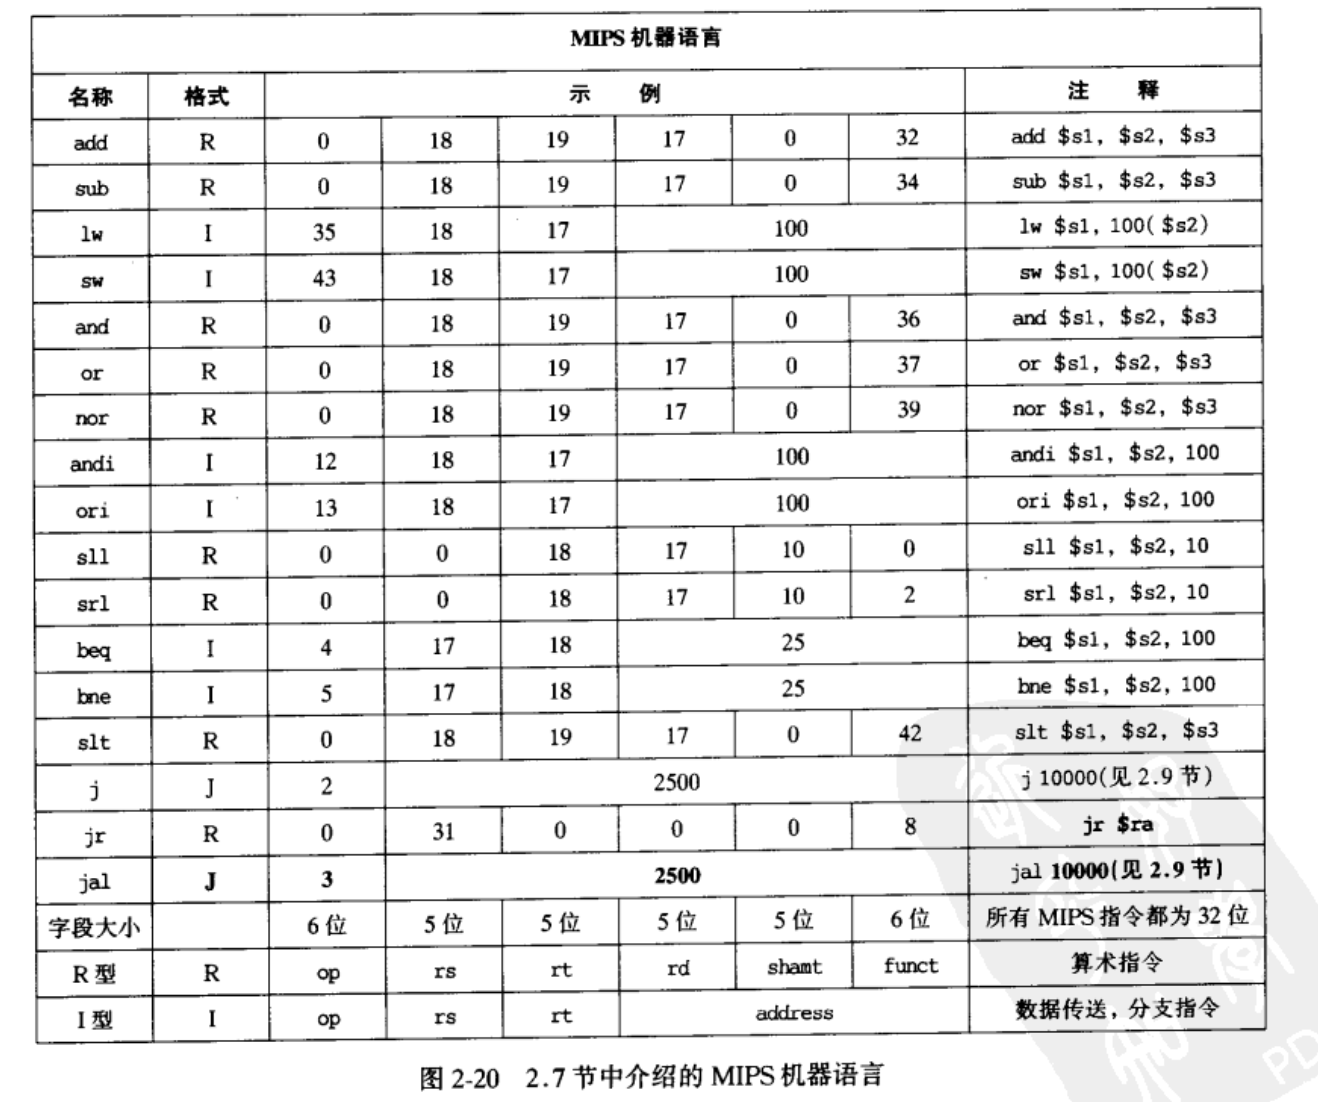 MIPS 机器语言
名称 格式 示 例 注 释
add R 0 18 19 17 0 32 add $s1, $s2, $s3
sub R 0 18 19 17 0 34 sub $s1, $s2, $s3
lw I 35 18 17 100 lw $s1, 100( $s2)
sw I 43 18 17 100 sw $s1, 100( $s2)
and R 0 18 19 17 0 36 and $s1, $s2, $s3
or R 0 18 19 17 0 37 or $s1, $s2, $s3
nor R 0 18 19 17 0 39 nor $s1, $s2, $s3
andi I 12 18 17 100 andi $s1, $s2, 100
ori I 13 18 17 100 ori $s1, $s2, 100
sll R 0 0 18 17 10 0 sll $s1, $s2, 10
srl R 0 0 18 17 10 2 srl $s1, $s2, 10
beq I 4 17 18 25 beq $s1, $s2, 100
bne I 5 17 18 25 bne $s1, $s2, 100
slt R 0 18 19 17 0 42 slt $s1, $s2, $s3
j J 2 2500 j 10000(见 2.9 节)
jr R 0 31 0 0 0 8 jr $ra
jal J 3 2500 jal 10000(见 2.9 节)
字段大小 6 位 5 位 5 位 5 位 5 位 6 位 所有 MIPS 指令都为 32 位
R 型 R op rs rt rd shamt funct 算术指令
I 型 I op rs rt address 数据传送，分支指令
图 2-20 2.7 节中介绍的 MIPS 机器语言
PD